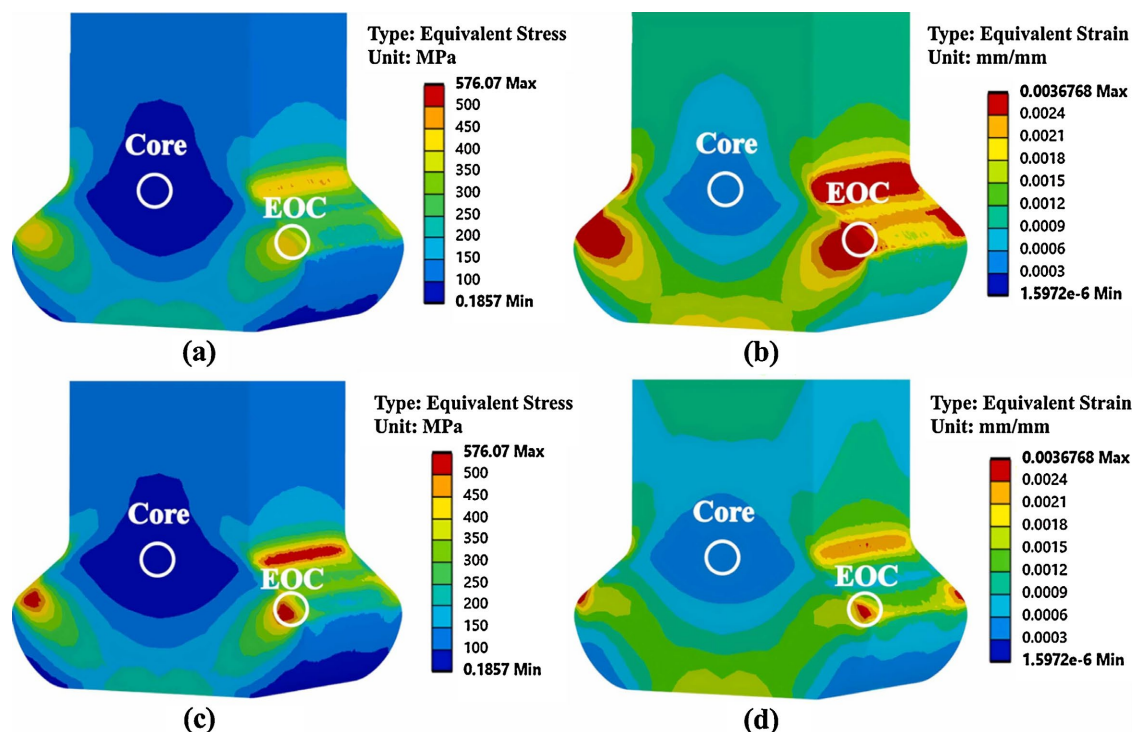 Type: Equivalent Stress
Unit: MPa
576.07 Max
500
450
400
350
300
250
200
150
100
0.1857 Min
Core
EOC
(a)
Type: Equivalent Strain
Unit: mm/mm
0.0036768 Max
0.0024
0.0021
0.0018
0.0015
0.0012
0.0009
0.0006
0.0003
1.5972e-6 Min
Core
EOC
(b)
Type: Equivalent Stress
Unit: MPa
576.07 Max
500
450
400
350
300
250
200
150
100
0.1857 Min
Core
EOC
(c)
Type: Equivalent Strain
Unit: mm/mm
0.0036768 Max
0.0024
0.0021
0.0018
0.0015
0.0012
0.0009
0.0006
0.0003
1.5972e-6 Min
Core
EOC
(d)